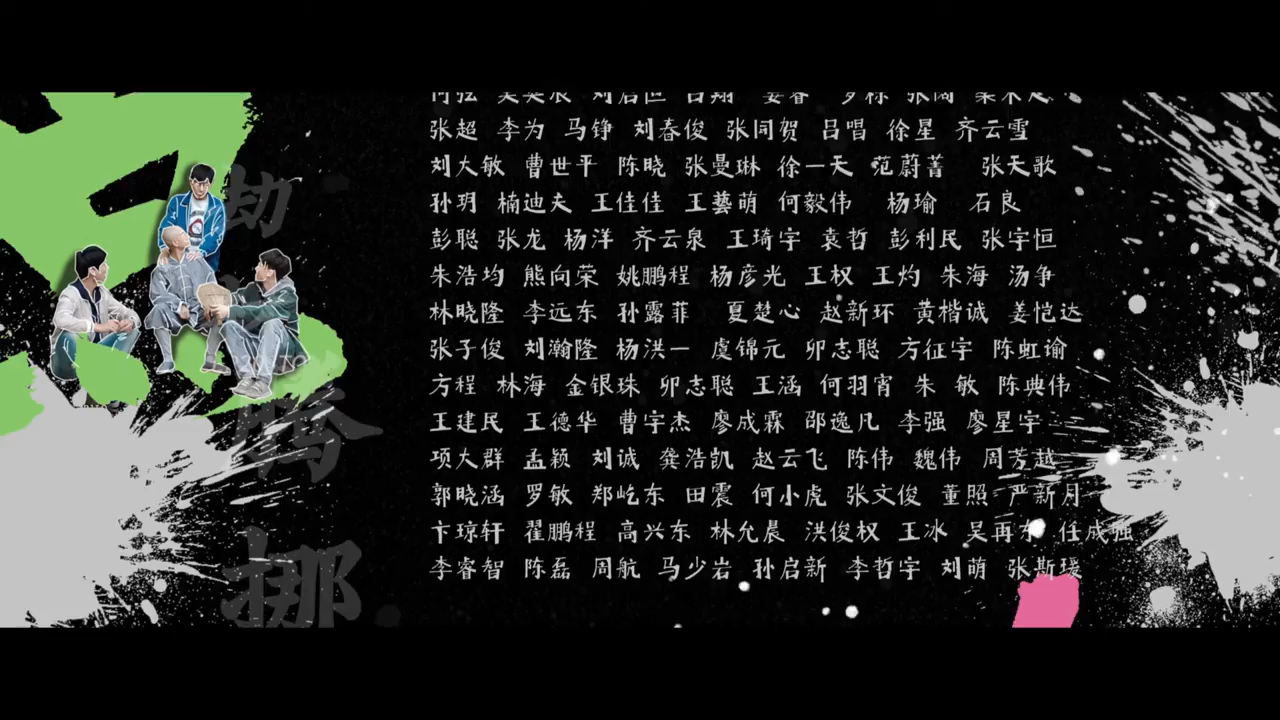 张超 李为 马铮 刘春俊 张同贺 吕唱 徐星 齐云雪
刘大敏 曹世平 陈晓 张曼琳 徐一天 范蔚菁 张天歌
孙玥 楠迪夫 王佳佳 王藝萌 何毅伟 杨瑜 石良
彭聪 张龙 杨洋 齐云泉 王琦宇 袁哲 彭利民 张宇恒
朱浩均 熊向荣 姚鹏程 杨彦光 王权 王灼 朱海 汤争
林晓隆 李远东 孙露菲 夏楚心 赵新环 黄楷诚 姜恺达
张子俊 刘瀚隆 杨洪一 虞锦元 卯志聪 方征宇 陈虹谕
方程 林海 金银珠 卯志聪 王涵 何羽宵 朱 敏 陈典伟
王建民 王德华 曹宇杰 廖成霖 邵逸凡 李强 廖星宇
项大群 孟颖 刘诚 龚浩凯 赵云飞 陈伟 魏伟 周芳越
郭晓涵 罗敏 郑屹东 田震 何小虎 张文俊 董照 严新月
卞琼轩 翟鹏程 高兴东 林允晨 洪俊权 王冰 吴再东 任成强
李睿智 陈磊 周航 马少岩 孙启新 李哲宇 刘萌 张斯瑗
腾
挪